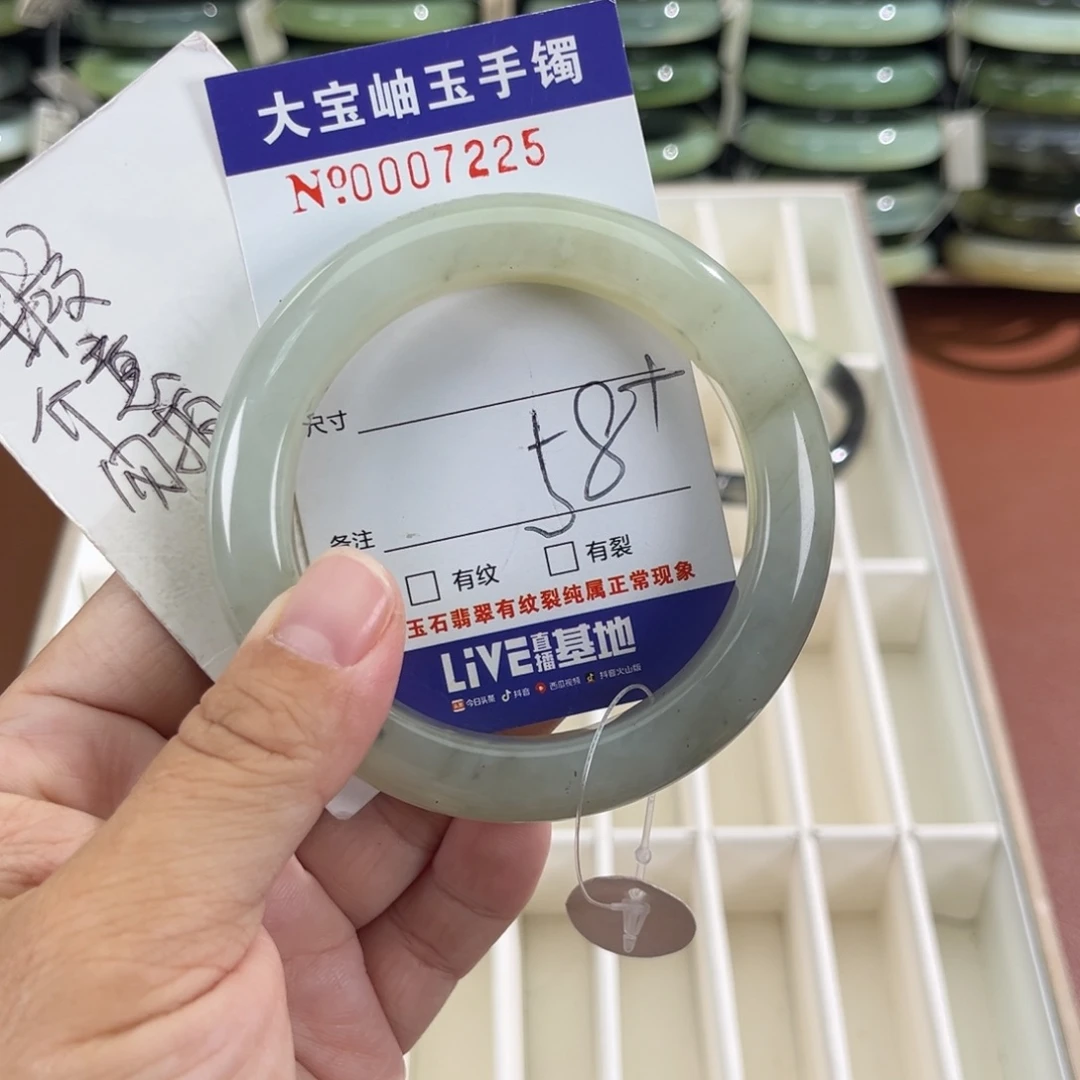 大宝岫玉手镯
Nº0007225
尺寸
58+
备注
有纹 有裂
玉石翡翠有纹裂纯属正常现象
LiVE直播基地
今日头条 抖音 西瓜视频 抖音火山版